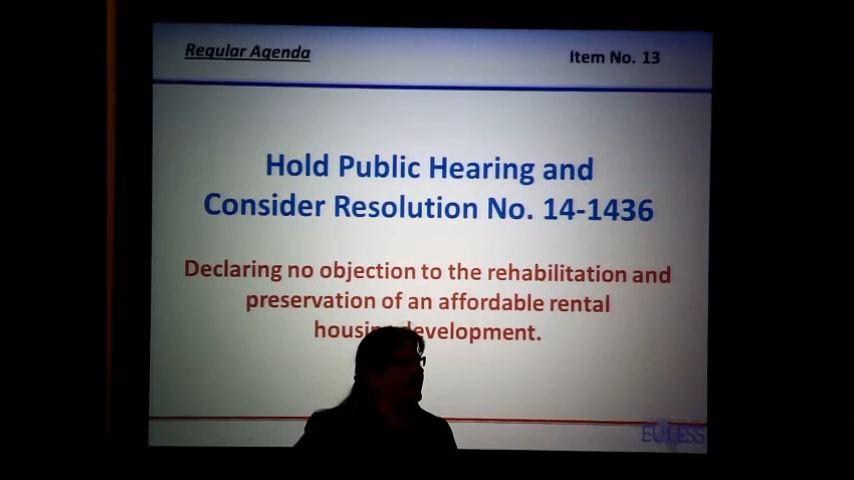 Regular Agenda
Item No. 13
Hold Public Hearing and
Consider Resolution No. 14-1436
Declaring no objection to the rehabilitation and
preservation of an affordable rental
development.
EULESS